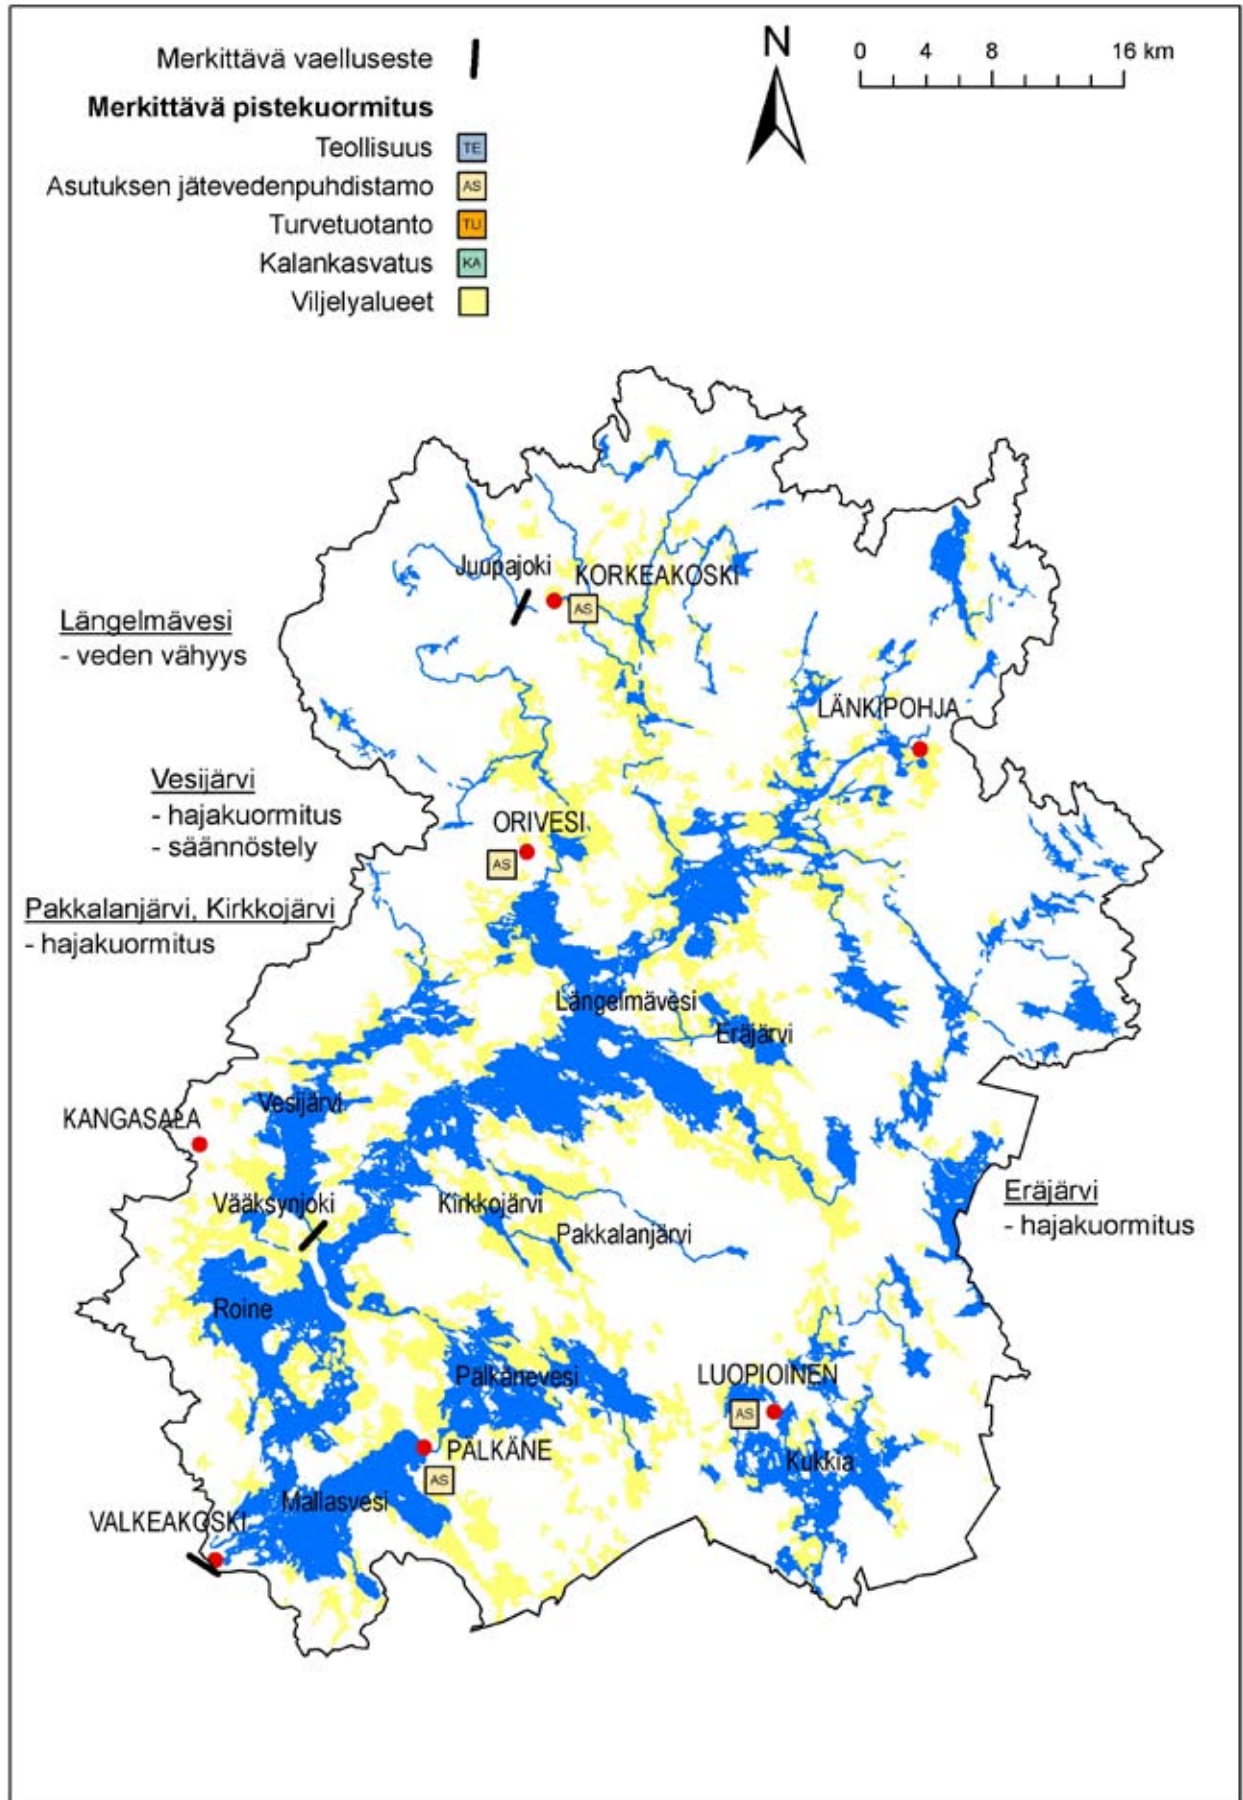 Merkittävä vaelluseste
Merkittävä pistekuormitus
Teollisuus TE
Asutuksen jätevedenpuhdistamo AS
Turvetuotanto TU
Kalankasvatus KA
Viljelyalueet
N
0 4 8 16 km
Juupajoki
KORKEAKOSKI
AS
Längelmävesi
- veden vähyys
LÄNKIPOHJA
Vesijärvi
- hajakuormitus
- säännöstely
ORIVESI
AS
Pakkalanjärvi, Kirkkojärvi
- hajakuormitus
Längelmävesi
Eräjärvi
Vesijärvi
KANGASALA
Vääksynjoki
Kirkkojärvi
Pakkalanjärvi
Eräjärvi
- hajakuormitus
Roine
Pälkänevesi
LUOPIOINEN
AS
Kukkia
PÄLKÄNE
AS
Mallasvesi
VALKEAKOSKI